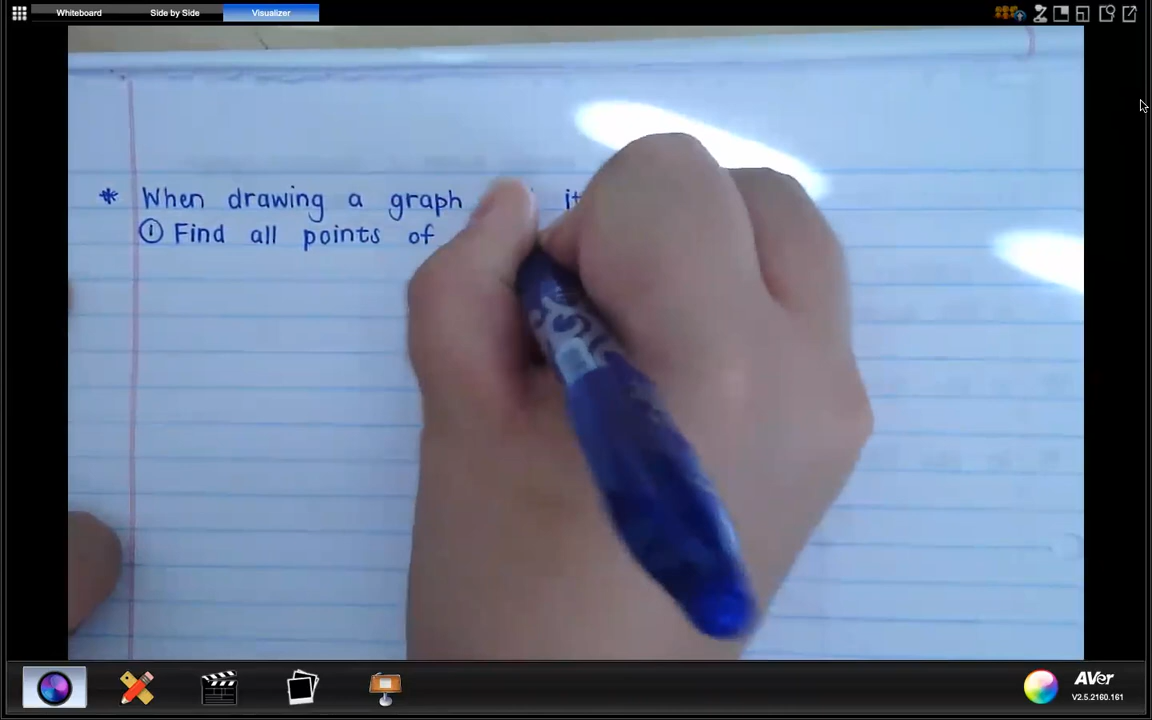 Whiteboard Side by Side Visualizer
* When drawing a graph it
① Find all points of
AVer
V2.5.2160.161